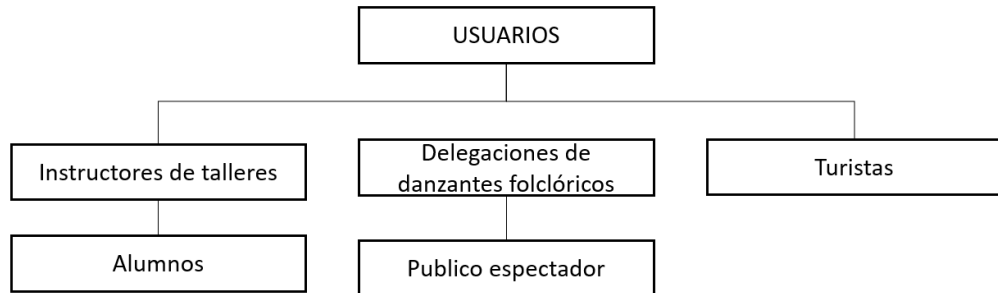 USUARIOS
Instructores de talleres
Delegaciones de
danzantes folclóricos
Turistas
Alumnos
Publico espectador